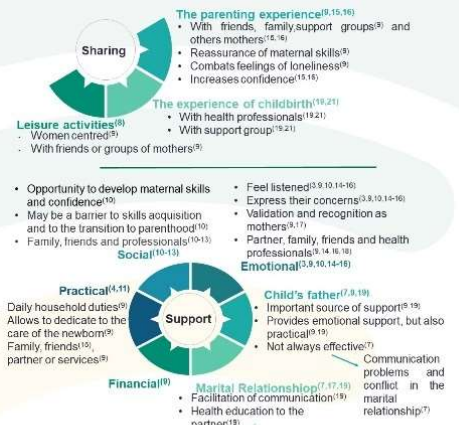 The parenting experience(9,15,16)
• With friends, family,support groups(9) and
others mothers(15,16)
• Reassurance of maternal skills(9)
• Combats feelings of loneliness(9)
• Increases confidence(15,16)
Sharing
The experience of childbirth(19,21)
• With health professionals(19,21)
• With support group(19,21)
Leisure activities(8)
- Women centred(9)
- With friends or groups of mothers(9)
• Opportunity to develop maternal skills
and confidence(10)
• May be a barrier to skills acquisition
and to the transition to parenthood(10)
• Family, friends and professionals(10-13)
Social(10-13)
• Feel listened(3,9,10,14-16)
• Express their concerns(3,9,10,14-16)
• Validation and recognition as
mothers(9,17)
• Partner, family, friends and health
professionals(9,14,16,18)
Emotional(3,9,10,14-16)
Practical(4,11)
Daily household duties(9)
Allows to dedicate to the
care of the newborn(9)
Family, friends(15),
partner or services(9)
Support
Child's father(7,9,19)
• Important source of support(9,19)
• Provides emotional support, but also
practical(9,19)
• Not always effective(7)
Communication
problems and
conflict in the
marital
relationship(7)
Financial(9)
Marital Relationship(7,17,19)
• Facilitation of communication(19)
• Health education to the
partner(19)